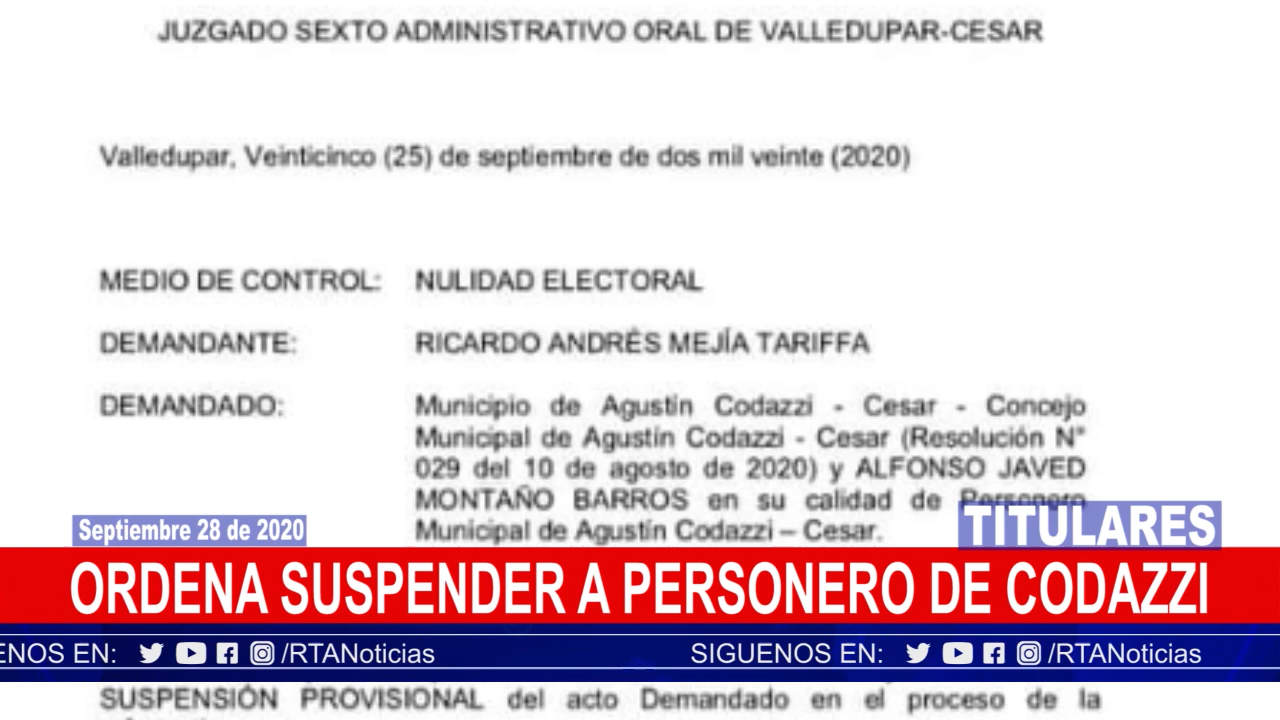 JUZGADO SEXTO ADMINISTRATIVO ORAL DE VALLEDUPAR-CESAR
Valledupar, Veinticinco (25) de septiembre de dos mil veinte (2020)
MEDIO DE CONTROL: NULIDAD ELECTORAL
DEMANDANTE: RICARDO ANDRÉS MEJÍA TARIFFA
DEMANDADO: Municipio de Agustín Codazzi - Cesar - Concejo
Municipal de Agustín Codazzi - Cesar (Resolución N°
029 del 10 de agosto de 2020) y ALFONSO JAVED
MONTAÑO BARROS en su calidad de Personero
Municipal de Agustín Codazzi – Cesar.
Septiembre 28 de 2020
TITULARES
ORDENA SUSPENDER A PERSONERO DE CODAZZI
ENOS EN: /RTANoticias SIGUENOS EN: /RTANoticias
SUSPENSIÓN PROVISIONAL del acto Demandado en el proceso de la